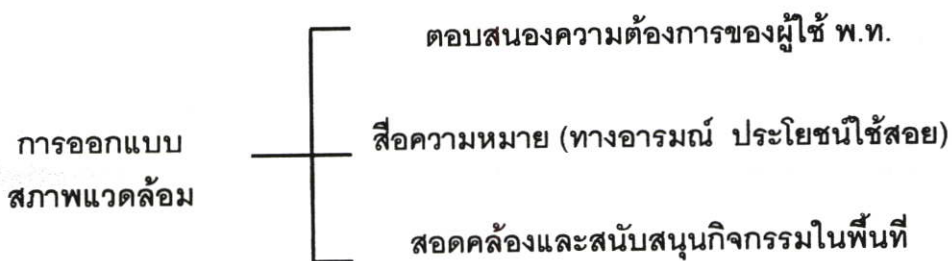 ตอบสนองความต้องการของผู้ใช้ พ.ท.
การออกแบบ
สภาพแวดล้อม
สื่อความหมาย (ทางอารมณ์ ประโยชน์ใช้สอย)
สอดคล้องและสนับสนุนกิจกรรมในพื้นที่